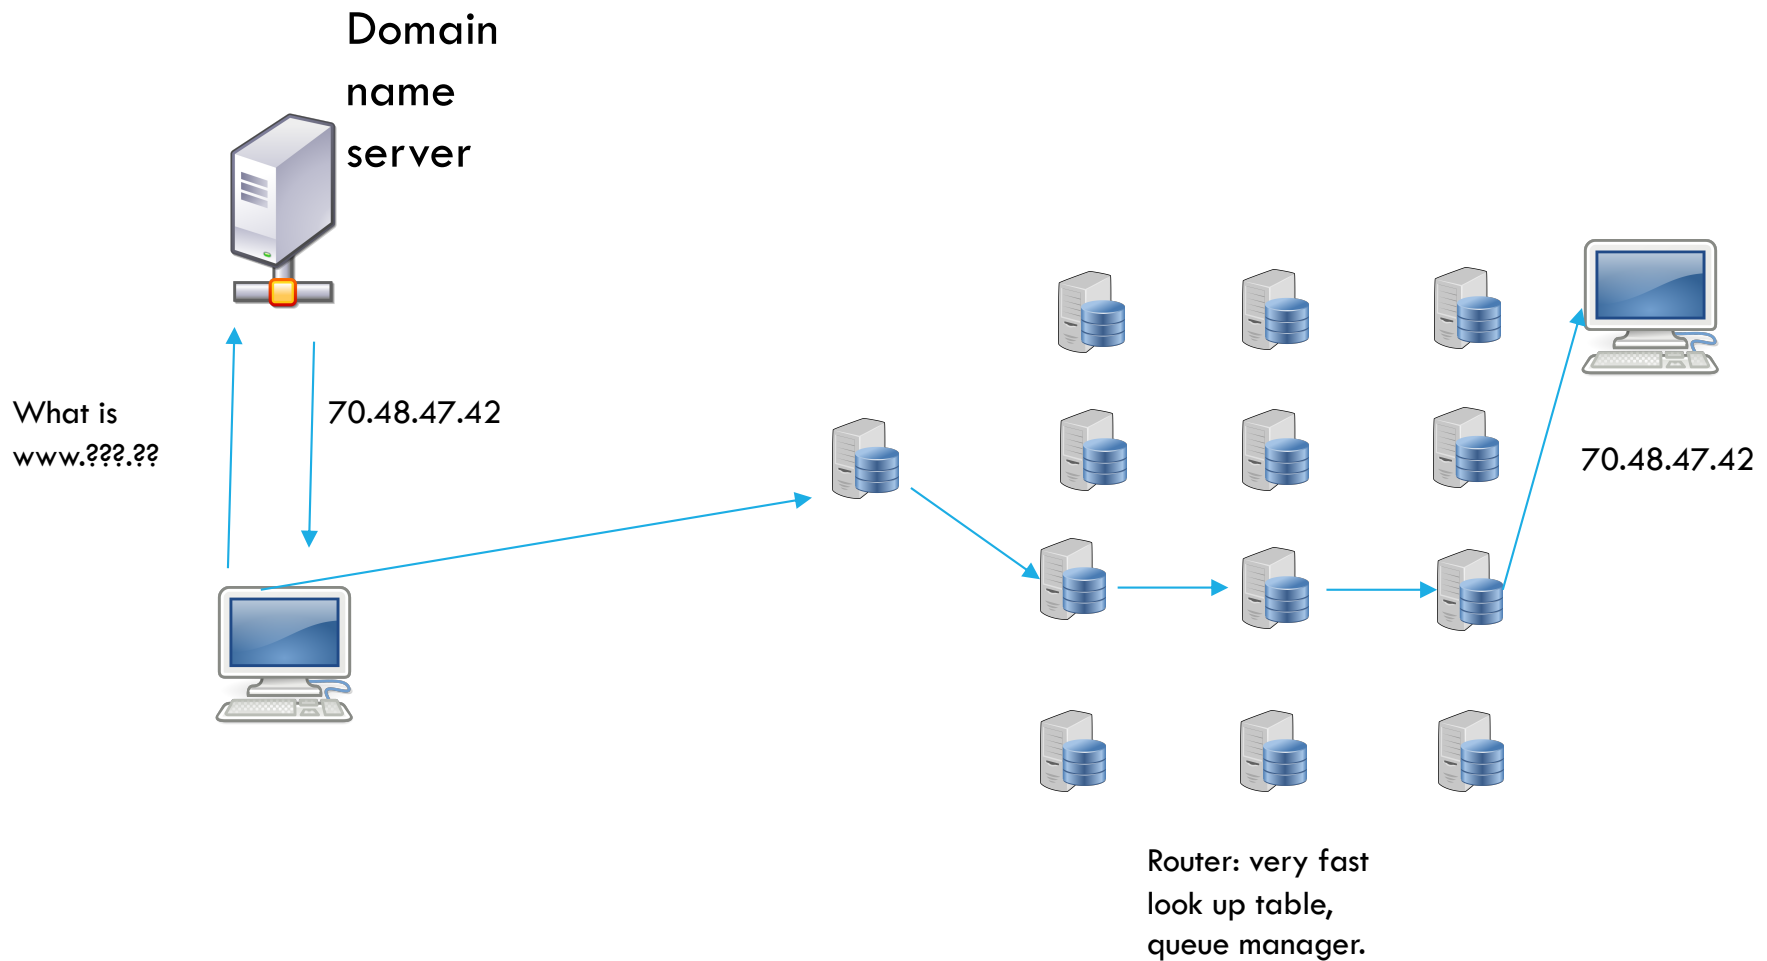 Domain
name
server
What is
www.???.??
70.48.47.42
70.48.47.42
Router: very fast
look up table,
queue manager.